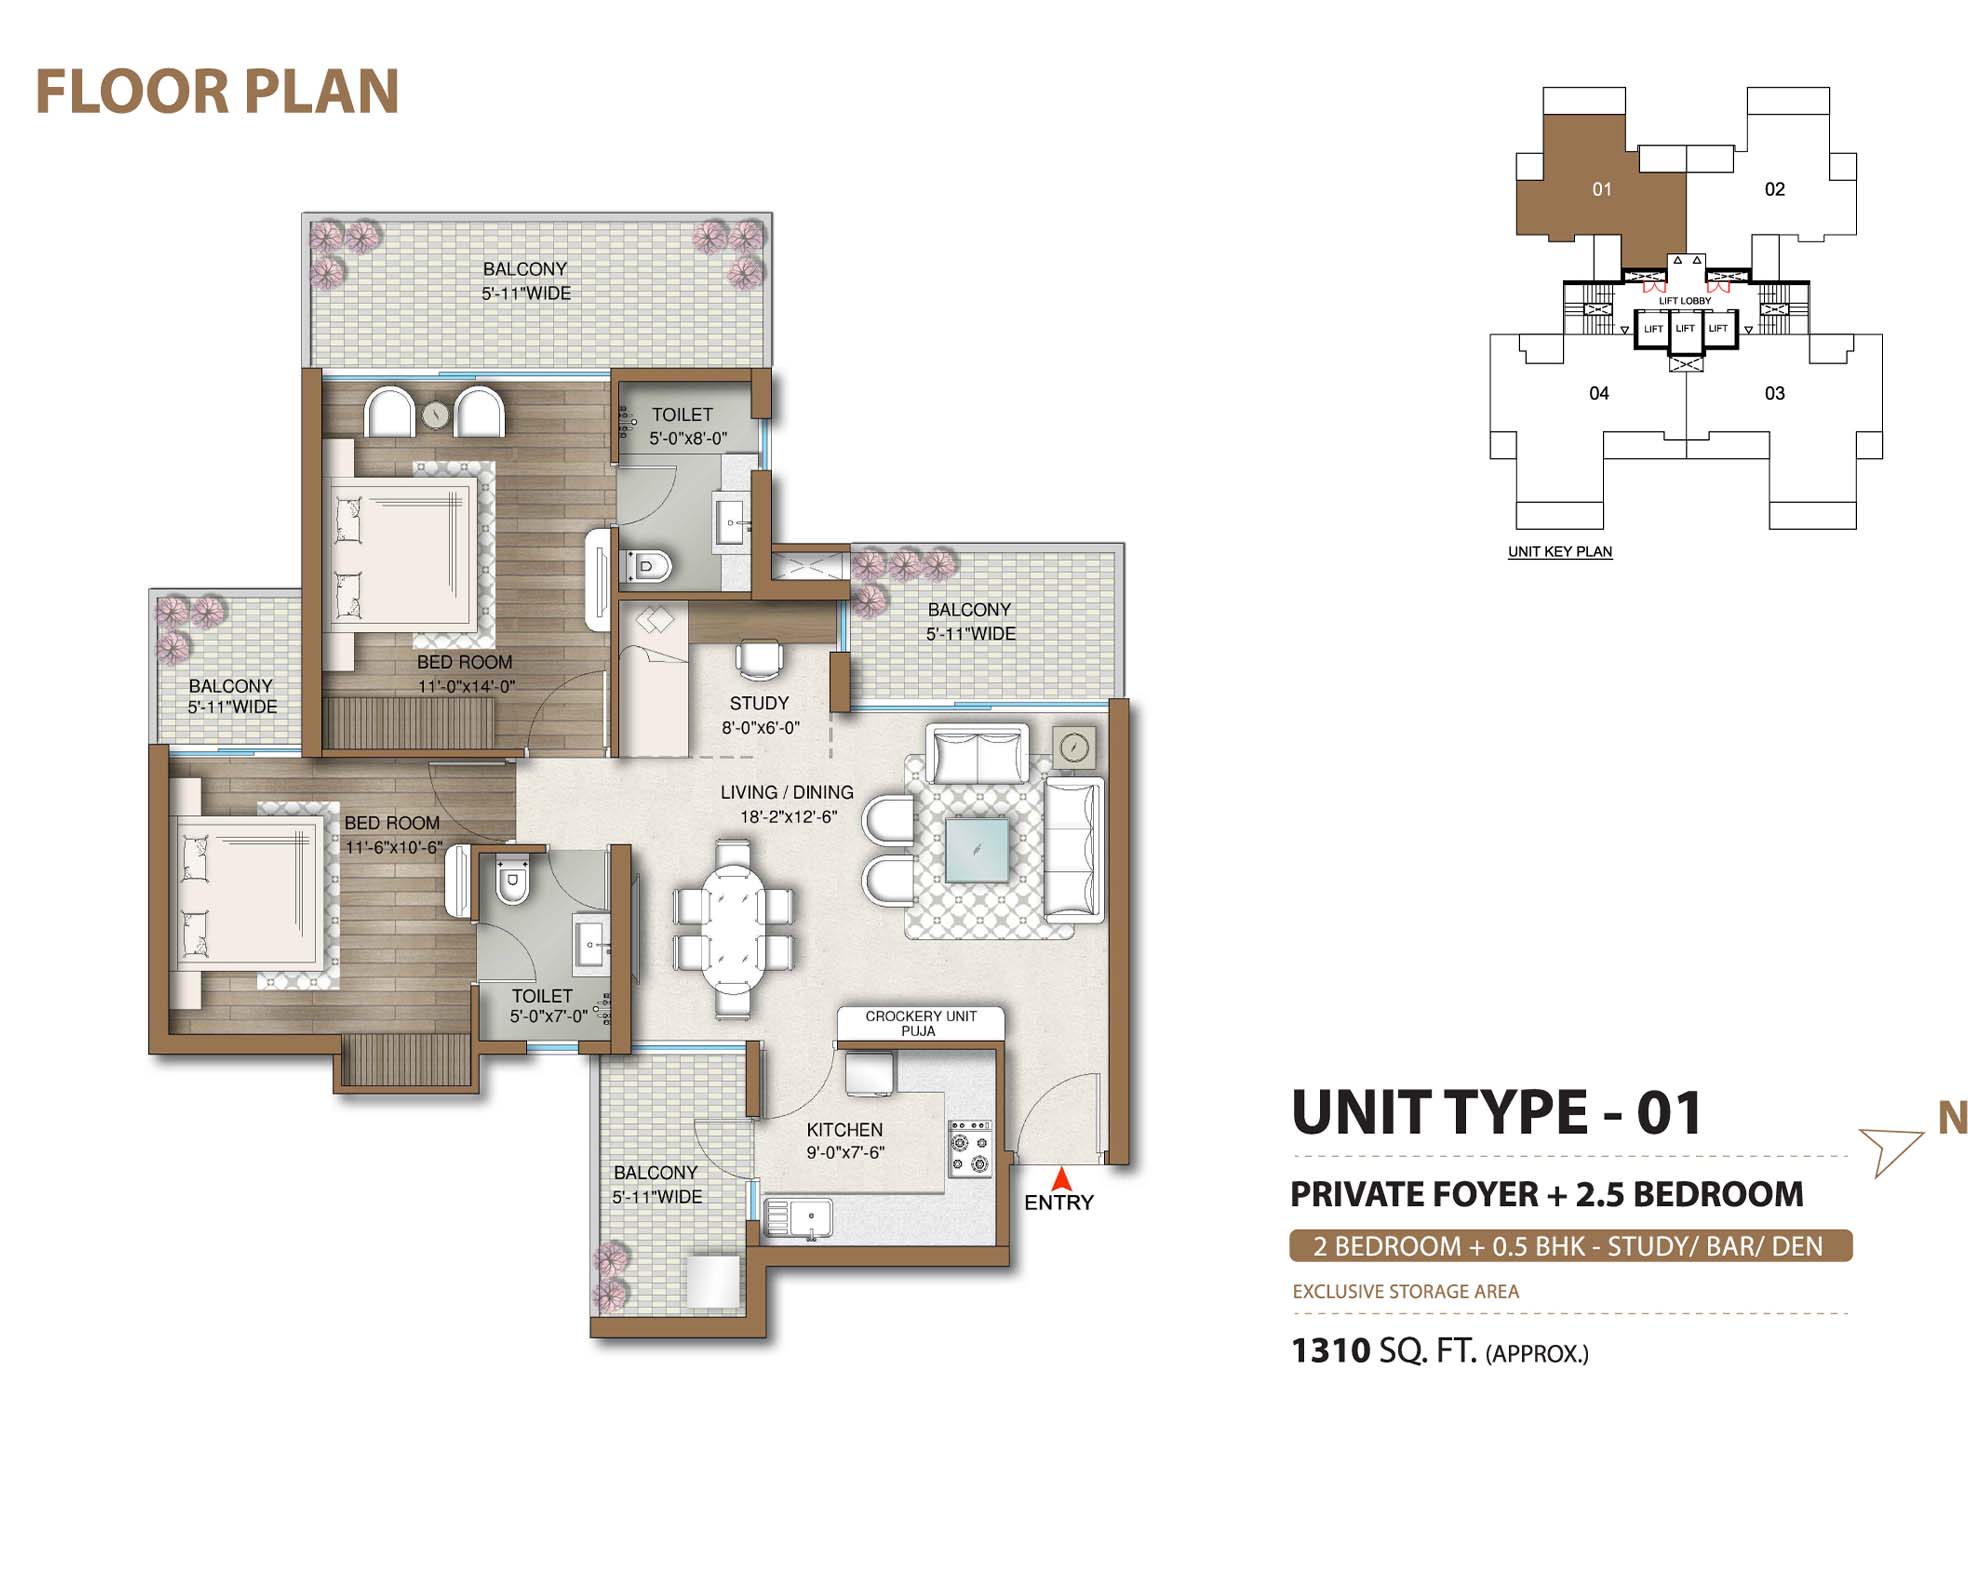 FLOOR PLAN
BALCONY
5'-11"WIDE
TOILET
5'-0"x8'-0"
BED ROOM
11'-0"x14'-0"
BALCONY
5'-11"WIDE
BALCONY
5'-11"WIDE
STUDY
8'-0"x6'-0"
LIVING / DINING
18'-2"x12'-6"
BED ROOM
11'-6"x10'-6"
TOILET
5'-0"x7'-0"
CROCKERY UNIT
PUJA
KITCHEN
9'-0"x7'-6"
BALCONY
5'-11"WIDE
ENTRY
01
02
LIFT LOBBY
LIFT
LIFT
LIFT
04
03
UNIT KEY PLAN
UNIT TYPE - 01
N
PRIVATE FOYER + 2.5 BEDROOM
2 BEDROOM + 0.5 BHK - STUDY/ BAR/ DEN
EXCLUSIVE STORAGE AREA
1310 SQ. FT. (APPROX.)